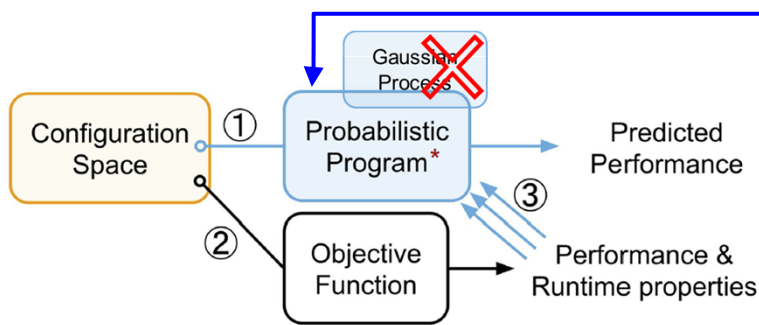 Gaussian
Process
Configuration
Space
①
Probabilistic
Program*
Predicted
Performance
③
②
Objective
Function
Performance &
Runtime properties